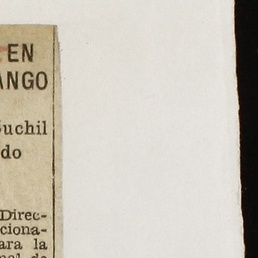 EN
ANGO
Suchil
do
Direc-
ciona-
ara la